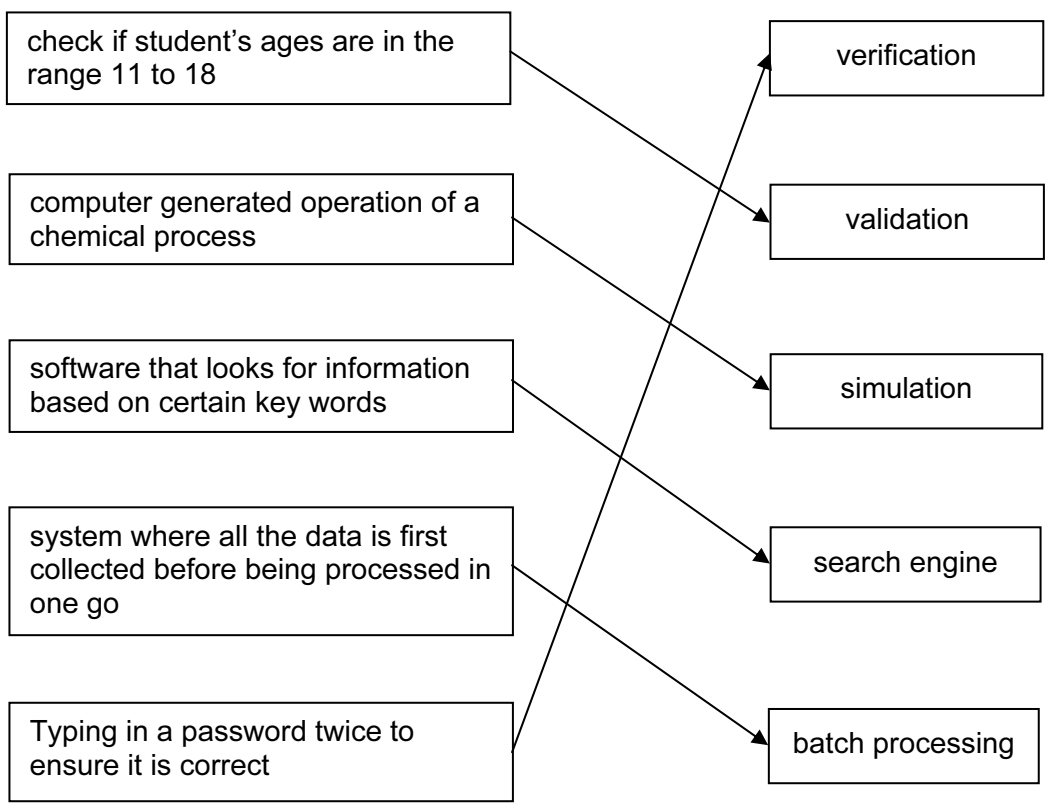 check if student’s ages are in the
range 11 to 18
verification
computer generated operation of a
chemical process
validation
software that looks for information
based on certain key words
simulation
system where all the data is first
collected before being processed in
one go
search engine
Typing in a password twice to
ensure it is correct
batch processing